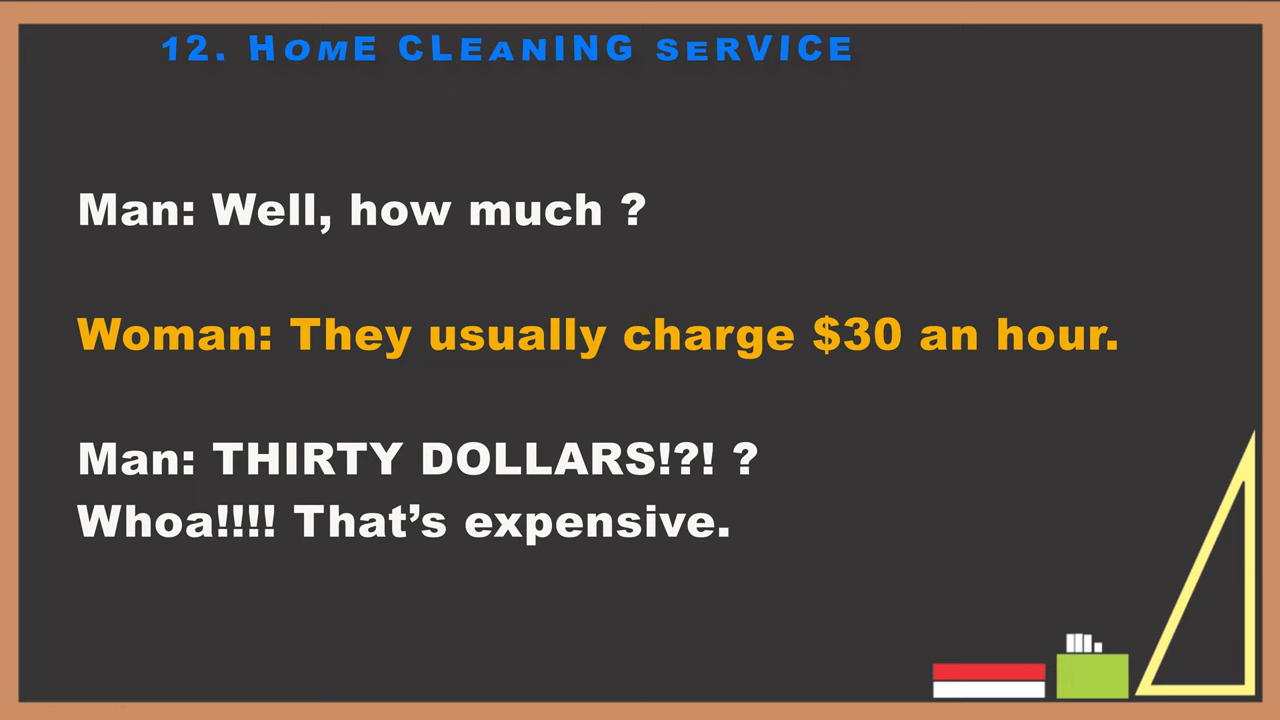 12. Home cleaning service
Man: Well, how much ?
Woman: They usually charge $30 an hour.
Man: THIRTY DOLLARS!?! ?
Whoa!!!! That’s expensive.